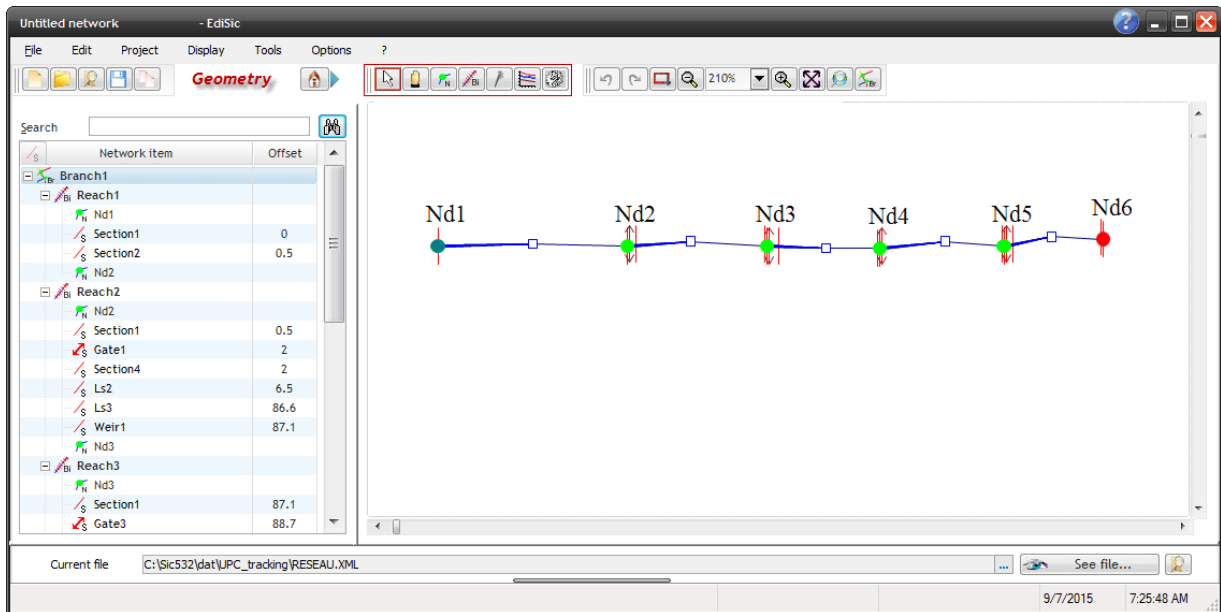 Untitled network - EdiSic
File Edit Project Display Tools Options ?
Geometry 210%
Search
Network item Offset
Branch1
Reach1
Nd1
Section1 0
Section2 0.5
Nd2
Reach2
Nd2
Section1 0.5
Gate1 2
Section4 2
Ls2 6.5
Ls3 86.6
Weir1 87.1
Nd3
Reach3
Nd3
Section1 87.1
Gate3 88.7
Nd1 Nd2 Nd3 Nd4 Nd5 Nd6
Current file C:\Sic532\dat\UPC_tracking\RESEAU.XML ... See file...
9/7/2015 7:25:48 AM